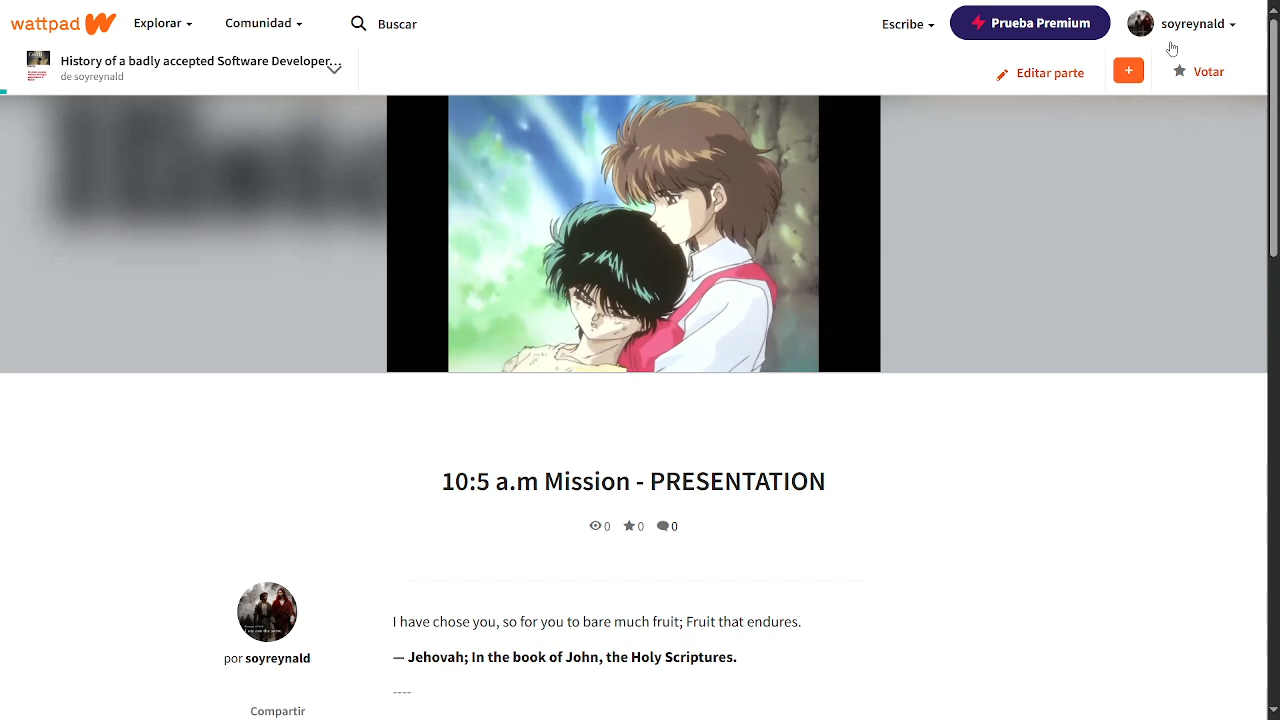 wattpad
Explorar
Comunidad
Buscar
Escribe
Prueba Premium
soyreynald
History of a badly accepted Software Developer...
de soyreynald
Editar parte
+
Votar
10:5 a.m Mission - PRESENTATION
0 0 0
I have chose you, so for you to bare much fruit; Fruit that endures.
por soyreynald
— Jehovah; In the book of John, the Holy Scriptures.
----
Compartir